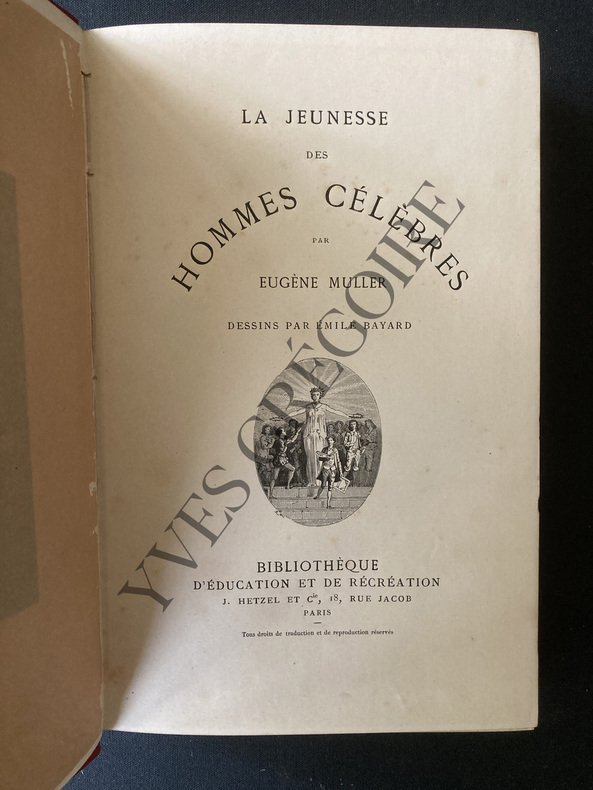 LA JEUNESSE
DES
HOMMES CÉLÈBRES
PAR
EUGÈNE MULLER
DESSINS PAR ÉMILE BAYARD
BIBLIOTHÈQUE
D'ÉDUCATION ET DE RÉCRÉATION
J. HETZEL ET Cie, 18, RUE JACOB
PARIS
Tous droits de traduction et de reproduction réservés
YVES GRÉGOIRE